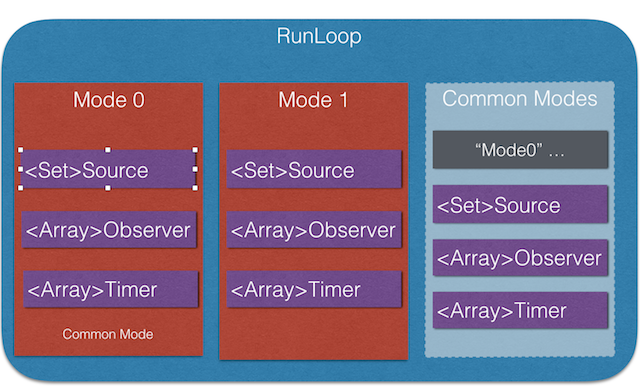 RunLoop
Mode 0
<Set>Source
<Array>Observer
<Array>Timer
Common Mode
Mode 1
<Set>Source
<Array>Observer
<Array>Timer
Common Modes
“Mode0” ...
<Set>Source
<Array>Observer
<Array>Timer